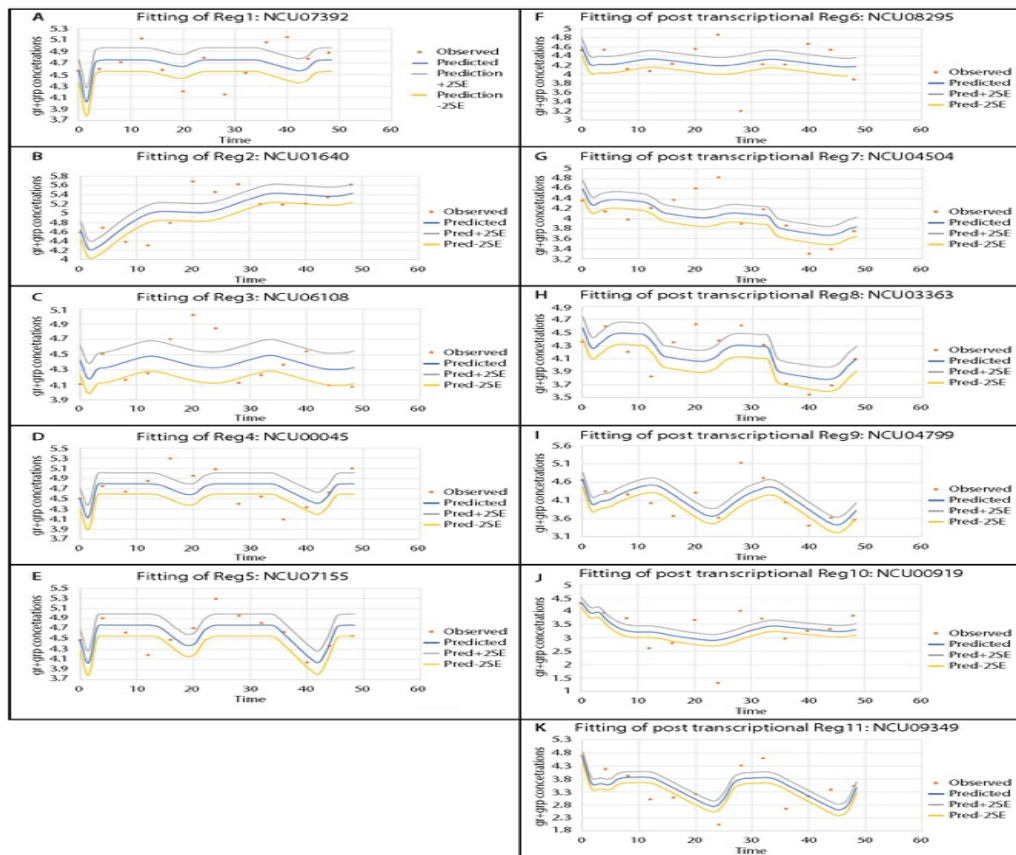 A
Fitting of Reg1: NCU07392
gr+grp concetrations
5.3
5.1
4.9
4.7
4.5
4.3
4.1
3.9
3.7
0 10 20 30 40 50 60
Time
Observed
Predicted
Prediction
+2SE
Prediction
-2SE
B
Fitting of Reg2: NCU01640
gr+grp concetrations
5.8
5.6
5.4
5.2
5
4.8
4.6
4.4
4.2
4
0 10 20 30 40 50 60
Time
Observed
Predicted
Pred+2SE
Pred-2SE
C
Fitting of Reg3: NCU06108
gr+grp concetrations
5.1
4.9
4.7
4.5
4.3
4.1
3.9
0 10 20 30 40 50 60
Time
Observed
Predicted
Pred+2SE
Pred-2SE
D
Fitting of Reg4: NCU00045
gr+grp concetrations
5.5
5.3
5.1
4.9
4.7
4.5
4.3
4.1
3.9
3.7
0 10 20 30 40 50 60
Time
Observed
Predicted
Pred+2SE
Pred-2SE
E
Fitting of Reg5: NCU07155
gr+grp concetrations
5.5
5.3
5.1
4.9
4.7
4.5
4.3
4.1
3.9
3.7
0 10 20 30 40 50 60
Time
Observed
Predicted
Pred+2SE
Pred-2SE
F
Fitting of post transcriptional Reg6: NCU08295
gr+grp concetrations
5
4.8
4.6
4.4
4.2
4
3.8
3.6
3.4
3.2
3
0 10 20 30 40 50 60
Time
Observed
Predicted
Pred+2SE
Pred-2SE
G
Fitting of post transcriptional Reg7: NCU04504
gr+grp concetrations
5
4.8
4.6
4.4
4.2
4
3.8
3.6
3.4
3.2
0 10 20 30 40 50 60
Time
Observed
Predicted
Pred+2SE
Pred-2SE
H
Fitting of post transcriptional Reg8: NCU03363
gr+grp concetrations
4.9
4.7
4.5
4.3
4.1
3.9
3.7
3.5
0 10 20 30 40 50 60
Time
Observed
Predicted
Pred+2SE
Pred-2SE
I
Fitting of post transcriptional Reg9: NCU04799
gr+grp concetrations
5.6
5.1
4.6
4.1
3.6
3.1
0 10 20 30 40 50 60
Time
Observed
Predicted
Pred+2SE
Pred-2SE
J
Fitting of post transcriptional Reg10: NCU00919
gr+grp concetrations
5
4.5
4
3.5
3
2.5
2
1.5
1
0 10 20 30 40 50 60
Time
Observed
Predicted
Pred+2SE
Pred-2SE
K
Fitting of post transcriptional Reg11: NCU09349
gr+grp concetrations
5.3
4.8
4.3
3.8
3.3
2.8
2.3
1.8
0 10 20 30 40 50 60
Time
Observed
Predicted
Pred+2SE
Pred-2SE